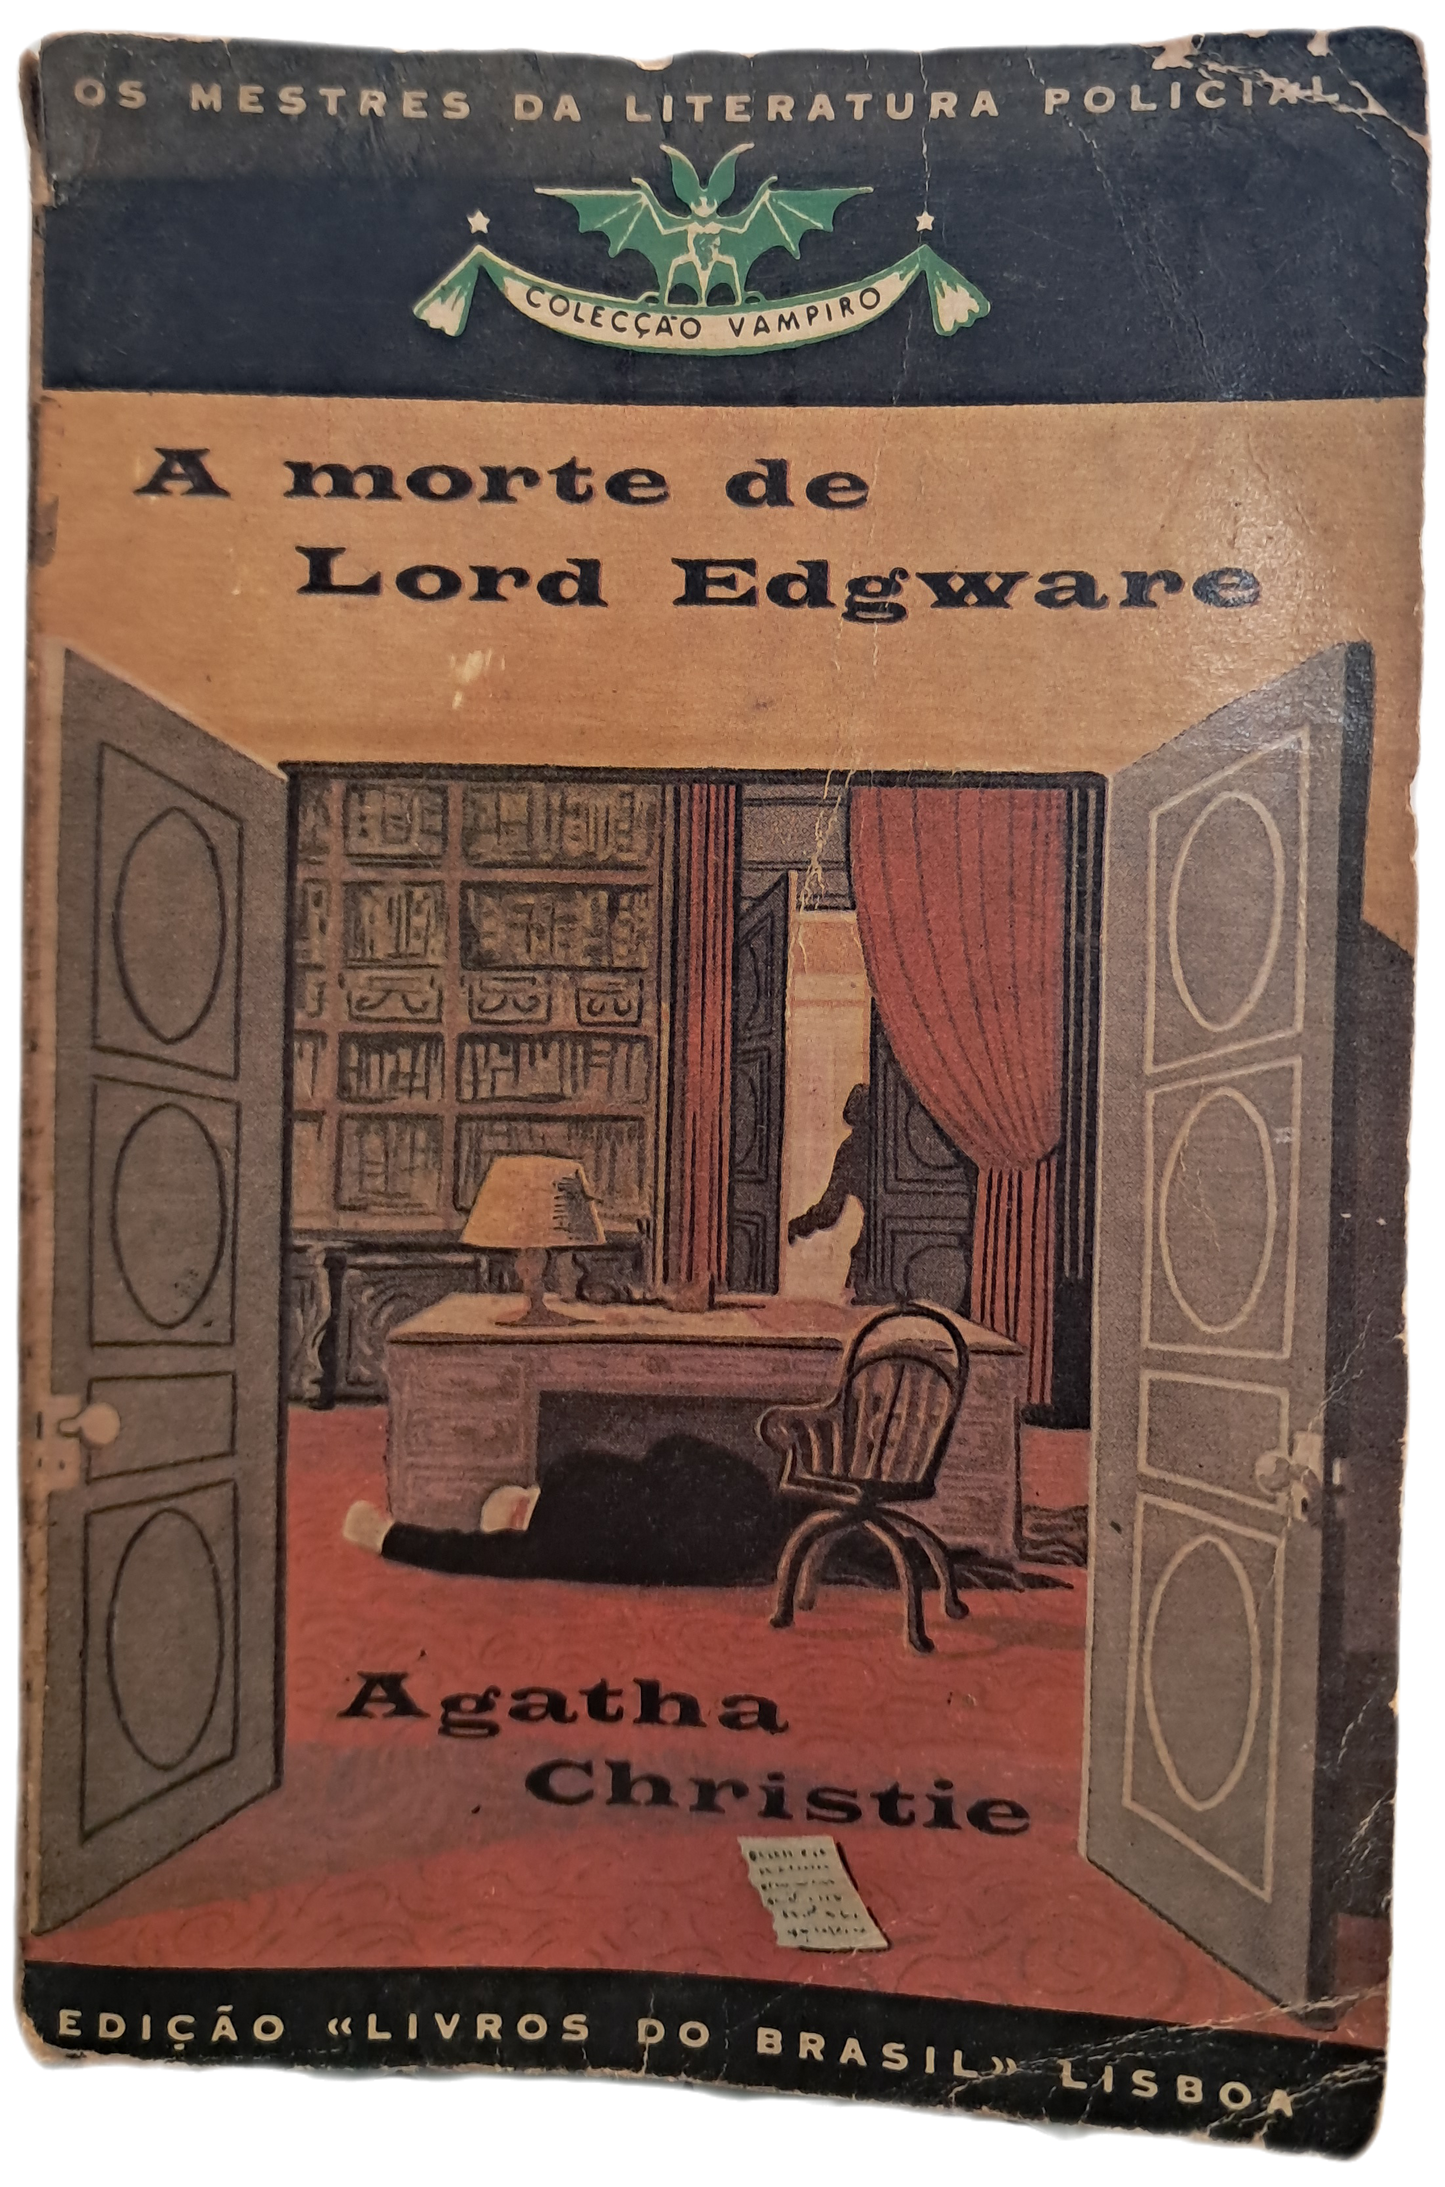 OS MESTRES DA LITERATURA POLICIAL
COLECÇÃO VAMPIRO
A morte de
Lord Edgware
Agatha
Christie
EDIÇÃO «LIVROS DO BRASIL» LISBOA